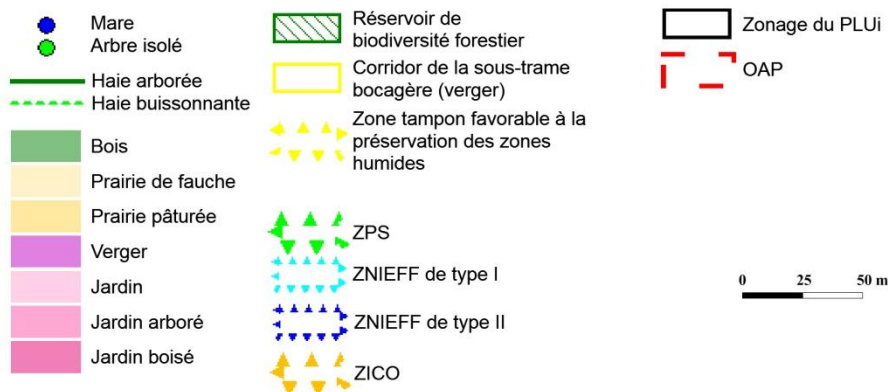 Mare
Arbre isolé
Haie arborée
Haie buissonnante
Bois
Prairie de fauche
Prairie pâturée
Verger
Jardin
Jardin arboré
Jardin boisé
Réservoir de
biodiversité forestier
Corridor de la sous-trame
bocagère (verger)
Zone tampon favorable à la
préservation des zones
humides
ZPS
ZNIEFF de type I
ZNIEFF de type II
ZICO
Zonage du PLUi
OAP
0 25 50 m